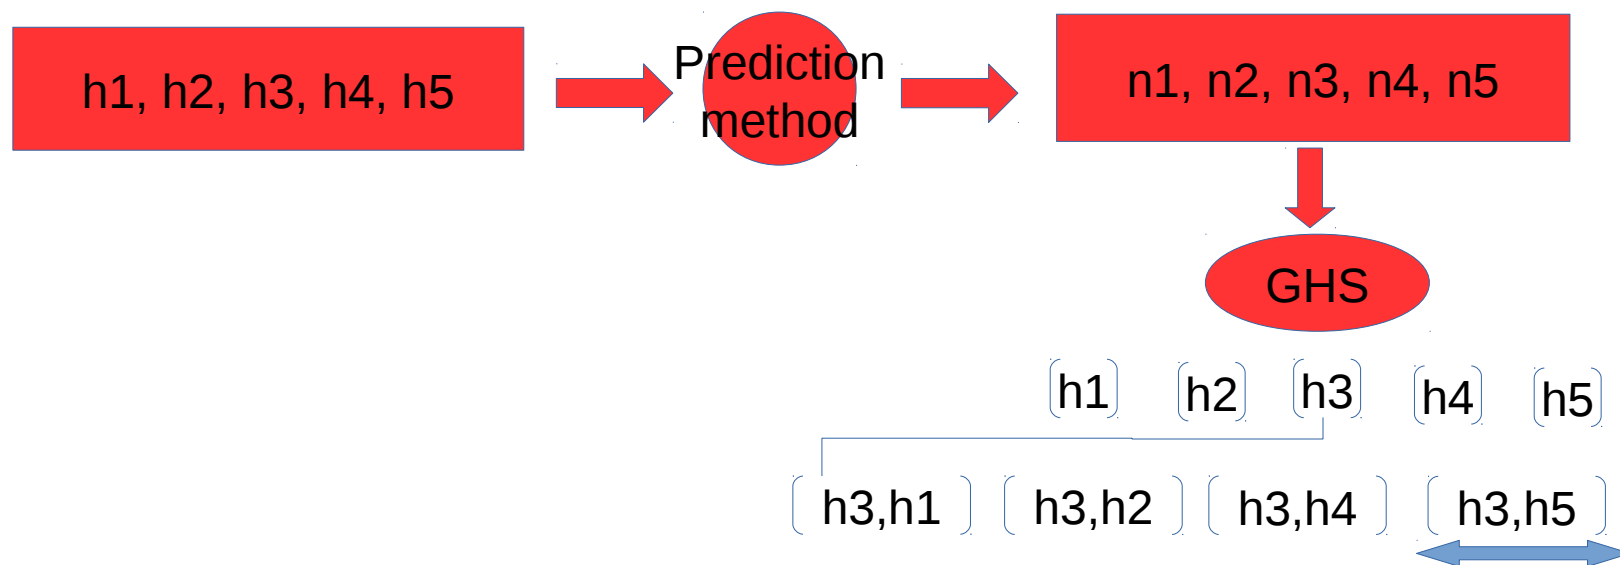 h1, h2, h3, h4, h5
Prediction
method
n1, n2, n3, n4, n5
GHS
h1 h2 h3 h4 h5
h3,h1 h3,h2 h3,h4 h3,h5